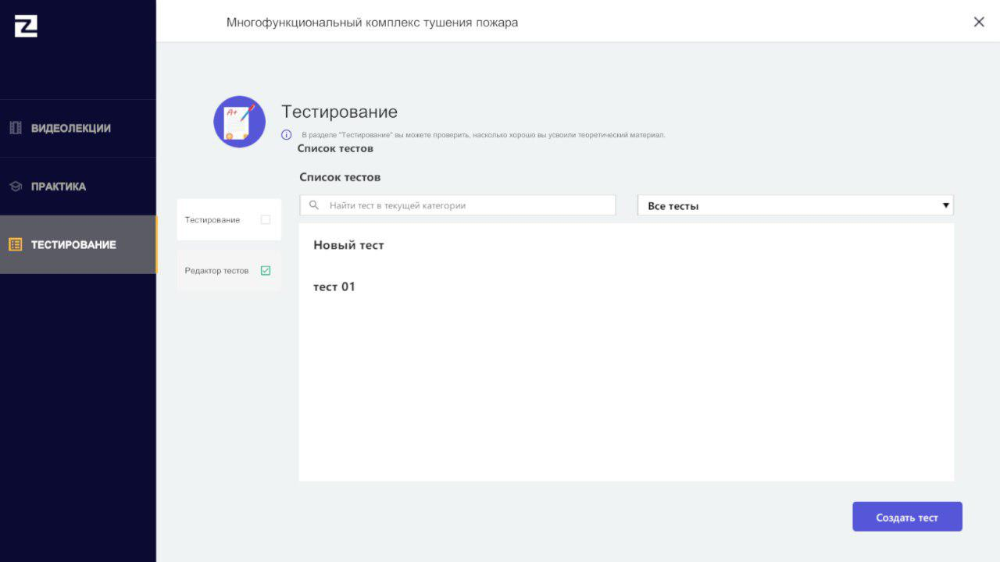 Многофункциональный комплекс тушения пожара
ВИДЕОЛЕКЦИИ
ПРАКТИКА
ТЕСТИРОВАНИЕ
A+
Тестирование
В разделе "Тестирование" вы можете проверить, насколько хорошо вы усвоили теоретический материал.
Список тестов
Список тестов
Найти тест в текущей категории
Все тесты
Тестирование
Редактор тестов
Новый тест
тест 01
Создать тест